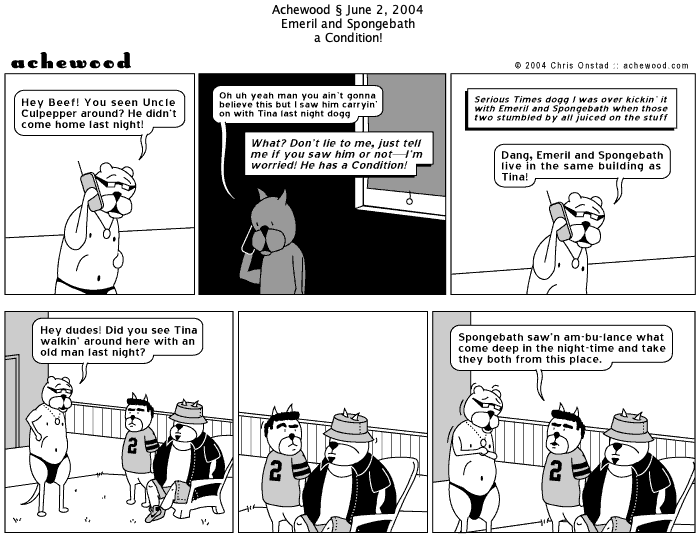 Achewood § June 2, 2004
Emeril and Spongebath
a Condition!
achewood
© 2004 Chris Onstad :: achewood.com
Hey Beef! You seen Uncle
Culpepper around? He didn't
come home last night!
Oh uh yeah man you ain't gonna
believe this but I saw him carryin'
on with Tina last night dogg
What? Don't lie to me, just tell
me if you saw him or not—I'm
worried! He has a Condition!
Serious Times dogg I was over kickin' it
with Emeril and Spongebath when those
two stumbled by all juiced on the stuff
Dang, Emeril and Spongebath
live in the same building as
Tina!
Hey dudes! Did you see Tina
walkin' around here with an
old man last night?
2
2
Spongebath saw'n am-bu-lance what
come deep in the night-time and take
they both from this place.
2